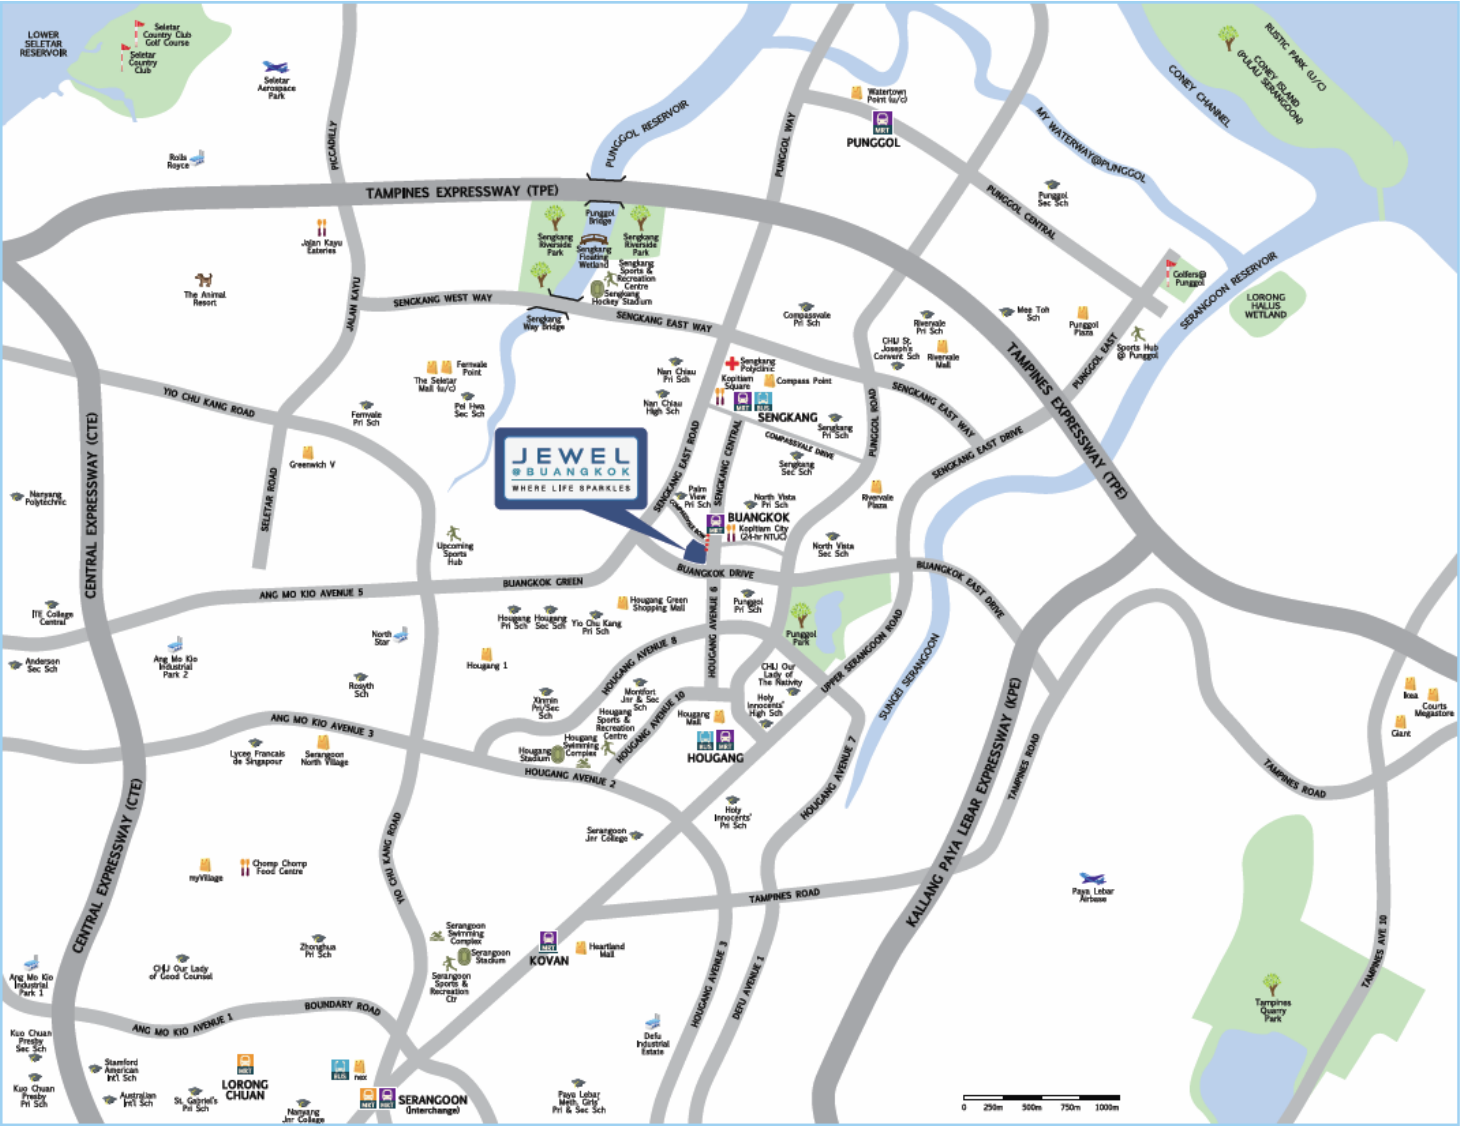 LOWER
SELETAR
RESERVOIR
Seletar
Country Club
Golf Course
Seletar
Country
Club
Seletar
Aerospace
Park
Rolls
Royce
PICCADILLY
PUNGGOL RESERVOIR
PUNGGOL WAY
Watertown
Point (u/c)
MRT
PUNGGOL
MY WATERWAY@PUNGGOL
CONEY CHANNEL
RUSTIC PARK (U/C)
CONEY ISLAND
(PULAU SERANGOON)
Punggol
Sec Sch
PUNGGOL CENTRAL
TAMPINES EXPRESSWAY (TPE)
Jalan Kayu
Eateries
The Animal
Resort
JALAN KAYU
SENGKANG WEST WAY
Punggol
Bridge
Sengkang
Riverside
Park
Sengkang
Floating
Wetland
Sengkang
Riverside
Park
Sengkang
Sports &
Recreation
Centre
Sengkang
Hockey Stadium
Sengkang
Way Bridge
SENGKANG EAST WAY
Compassvale
Pri Sch
Rivervale
Pri Sch
Mee Toh
Sch
Punggol
Plaza
Golfers@
Punggol
SERANGOON RESERVOIR
LORONG
HALUS
WETLAND
Sports Hub
@ Punggol
PUNGGOL EAST
CHIJ St.
Joseph's
Convent Sch
Rivervale
Mall
TAMPINES EXPRESSWAY (TPE)
Fernvale
Point
The Seletar
Mall (u/c)
Pei Hwa
Sec Sch
Fernvale
Pri Sch
YIO CHU KANG ROAD
Nan Chiau
Pri Sch
Nan Chiau
High Sch
Sengkang
Polyclinic
Kopitiam
Square
Compass Point
MRT
BUS
SENGKANG
Sengkang
Pri Sch
COMPASSVALE DRIVE
Sengkang
Sec Sch
PUNGGOL ROAD
SENGKANG EAST WAY
SENGKANG EAST DRIVE
SENGKANG EAST ROAD
SENGKANG CENTRAL
JEWEL
@BUANGKOK
WHERE LIFE SPARKLES
Greenwich V
SELETAR ROAD
Nanyang
Polytechnic
CENTRAL EXPRESSWAY (CTE)
Upcoming
Sports
Hub
Palm
View
Pri Sch
COMPASSVALE BOW
North Vista
Pri Sch
MRT
BUANGKOK
Kopitiam City
(24-hr NTUC)
North Vista
Sec Sch
Rivervale
Plaza
BUANGKOK DRIVE
BUANGKOK GREEN
ANG MO KIO AVENUE 5
BUANGKOK EAST DRIVE
ITE College
Central
Anderson
Sec Sch
Ang Mo Kio
Industrial
Park 2
North
Star
Rosyth
Sch
Hougang
Pri Sch
Hougang
Sec Sch
Yio Chu Kang
Pri Sch
Hougang Green
Shopping Mall
Hougang 1
Punggol
Pri Sch
Punggol
Park
HOUGANG AVENUE 6
HOUGANG AVENUE 8
UPPER SERANGOON ROAD
SUNGEI SERANGOON
CHIJ Our
Lady of
The Nativity
Holy
Innocents'
High Sch
Montfort
Jnr & Sec
Sch
HOUGANG AVENUE 10
Xinmin
Pri/Sec
Sch
Hougang
Sports &
Recreation
Centre
Hougang
Swimming
Complex
Hougang
Stadium
Hougang
Mall
BUS
MRT
HOUGANG
ANG MO KIO AVENUE 3
HOUGANG AVENUE 2
Lycee Francais
de Singapour
Serangoon
North Village
CENTRAL EXPRESSWAY (CTE)
YIO CHU KANG ROAD
Holy
Innocents'
Pri Sch
Serangoon
Jnr College
HOUGANG AVENUE 7
KALLANG PAYA LEBAR EXPRESSWAY (KPE)
TAMPINES ROAD
TAMPINES ROAD
TAMPINES ROAD
Ikea
Courts
Megastore
Giant
myVillage
Chomp Chomp
Food Centre
Paya Lebar
Airbase
Zhonghua
Pri Sch
CHIJ Our Lady
of Good Counsel
Serangoon
Swimming
Complex
Serangoon
Stadium
Serangoon
Sports &
Recreation
Ctr
MRT
KOVAN
Heartland
Mall
HOUGANG AVENUE 3
DEFU AVENUE 1
TAMPINES AVE 10
Tampines
Quarry
Park
Ang Mo Kio
Industrial
Park 1
BOUNDARY ROAD
ANG MO KIO AVENUE 1
Kuo Chuan
Presby
Sec Sch
Kuo Chuan
Presby
Pri Sch
Stamford
American
Int'l Sch
Australian
Int'l Sch
St. Gabriel's
Pri Sch
MRT
LORONG
CHUAN
Nanyang
Jnr College
BUS
nex
MRT
MRT
SERANGOON
(Interchange)
Defu
Industrial
Estate
Paya Lebar
Meth. Girls'
Pri & Sec Sch
0 250m 500m 750m 1000m